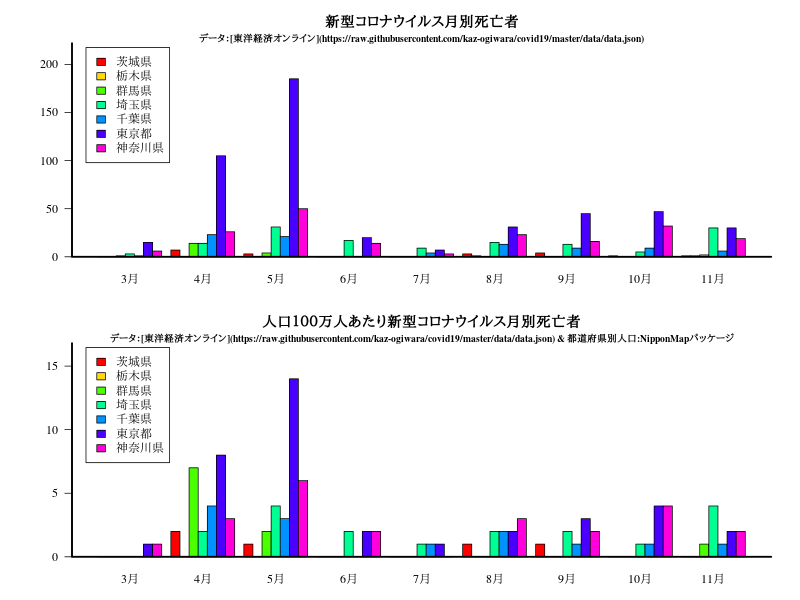 新型コロナウイルス月別死亡者
データ:[東洋経済オンライン](https://raw.githubusercontent.com/kaz-ogiwara/covid19/master/data/data.json)
茨城県
栃木県
群馬県
埼玉県
千葉県
東京都
神奈川県
200
150
100
50
0
3月 4月 5月 6月 7月 8月 9月 10月 11月
人口100万人あたり新型コロナウイルス月別死亡者
データ:[東洋経済オンライン](https://raw.githubusercontent.com/kaz-ogiwara/covid19/master/data/data.json) & 都道府県別人口:NipponMapパッケージ
茨城県
栃木県
群馬県
埼玉県
千葉県
東京都
神奈川県
15
10
5
0
3月 4月 5月 6月 7月 8月 9月 10月 11月